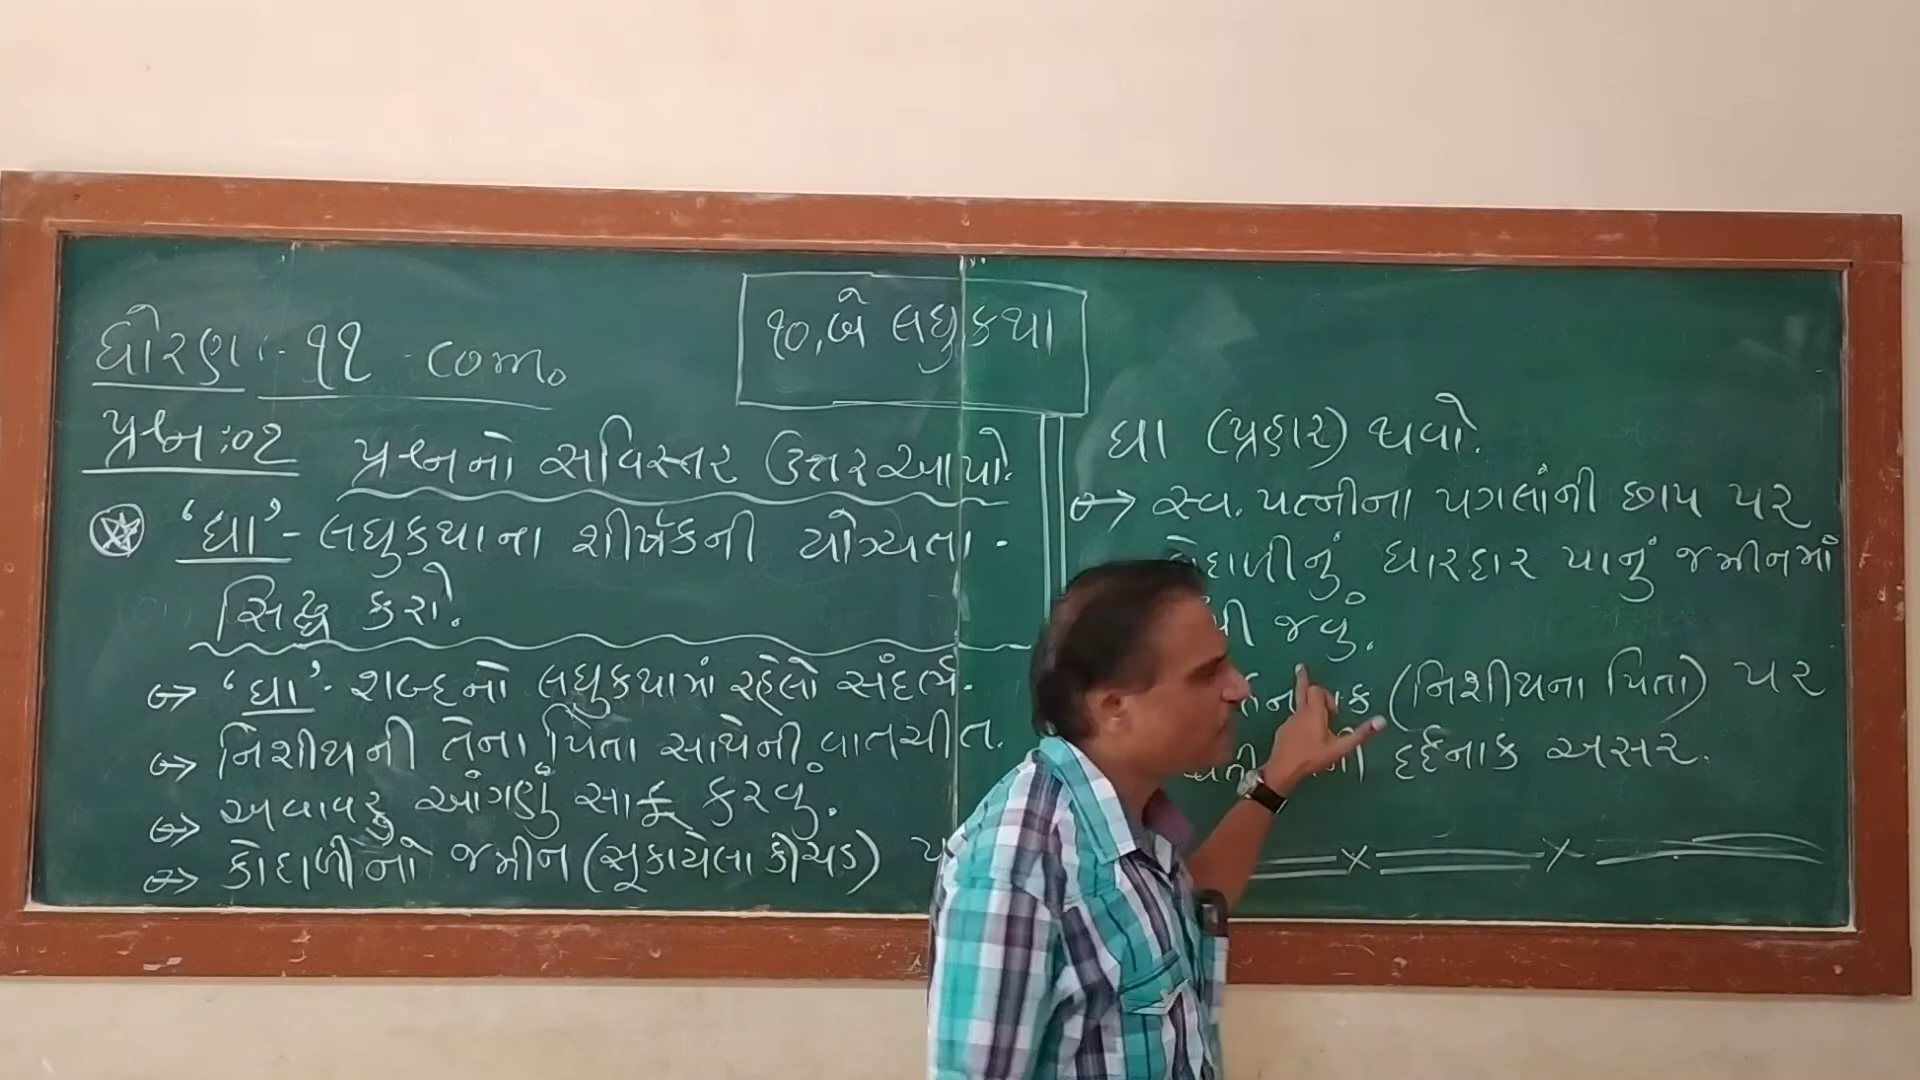 ધોરણ :- ૧૧ com.
૧૦, બે લઘુકથા
પ્રશ્ન:૦૨ પ્રશ્નનો સવિસ્તર ઉત્તર આપો.
'ઘા' - લઘુકથાના શીર્ષકની યોગ્યતા -
સિદ્ધ કરો.
'ઘા' - શબ્દનો લઘુકથામાં રહેલો સંદર્ભ.
નિશીથની તેના પિતા સાથેની વાતચીત.
અવાવરુ આંગણું સાફ કરવું.
કોદાળીનો જમીન (સૂકાયેલા કીચડ)
ઘા (પ્રહાર) થવો.
સ્વ. પત્નીના પગલાંની છાપ પર
ધારદાર પાનું જમીનમાં
જવું.
(નિશીથના પિતા) પર
દર્દનાક અસર.